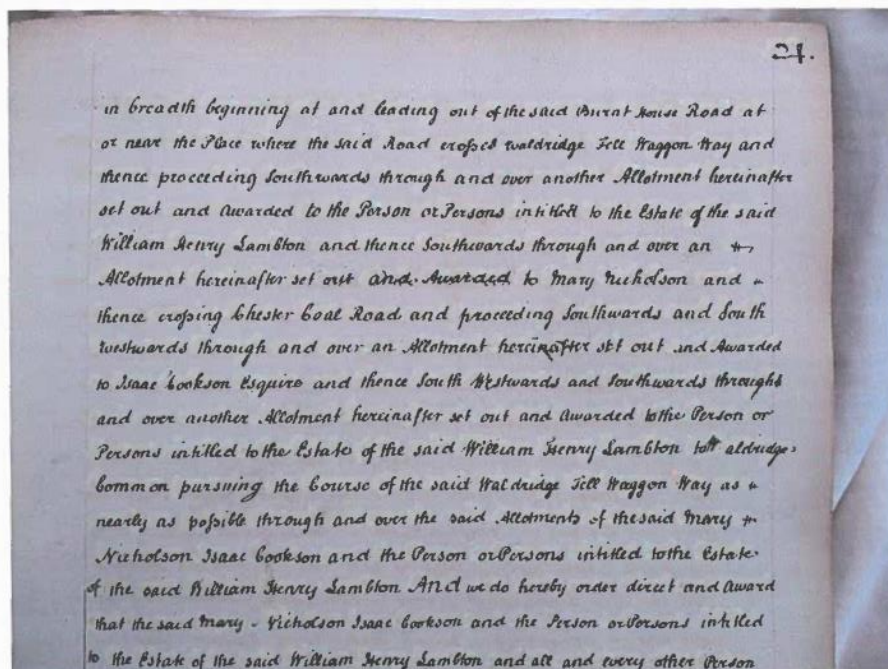 21.
in breadth beginning at and leading out of the said Burnt House Road at
or near the Place where the said Road crosses waldridge Fell Waggon Way and
thence proceeding Southwards through and over another Allotment hereinafter
set out and Awarded to the Person or Persons intitled to the Estate of the said
William Henry Lambton and thence Southwards through and over an
Allotment hereinafter set out and Awarded to Mary Nicholson and
thence crossing Chester Coal Road and proceeding Southwards and South
Westwards through and over an Allotment hereinafter set out and Awarded
to Isaac Cookson Esquire and thence South Westwards and Southwards through
and over another Allotment hereinafter set out and Awarded to the Person or
Persons intitled to the Estate of the said William Henry Lambton to Waldridge
Common pursuing the Course of the said Waldridge Fell Waggon Way as
nearly as possible through and over the said Allotments of the said Mary
Nicholson Isaac Cookson and the Person or Persons intitled to the Estate
of the said William Henry Lambton And we do hereby order direct and Award
that the said Mary Nicholson Isaac Cookson and the Person or Persons intitled
to the Estate of the said William Henry Lambton and all and every other Person